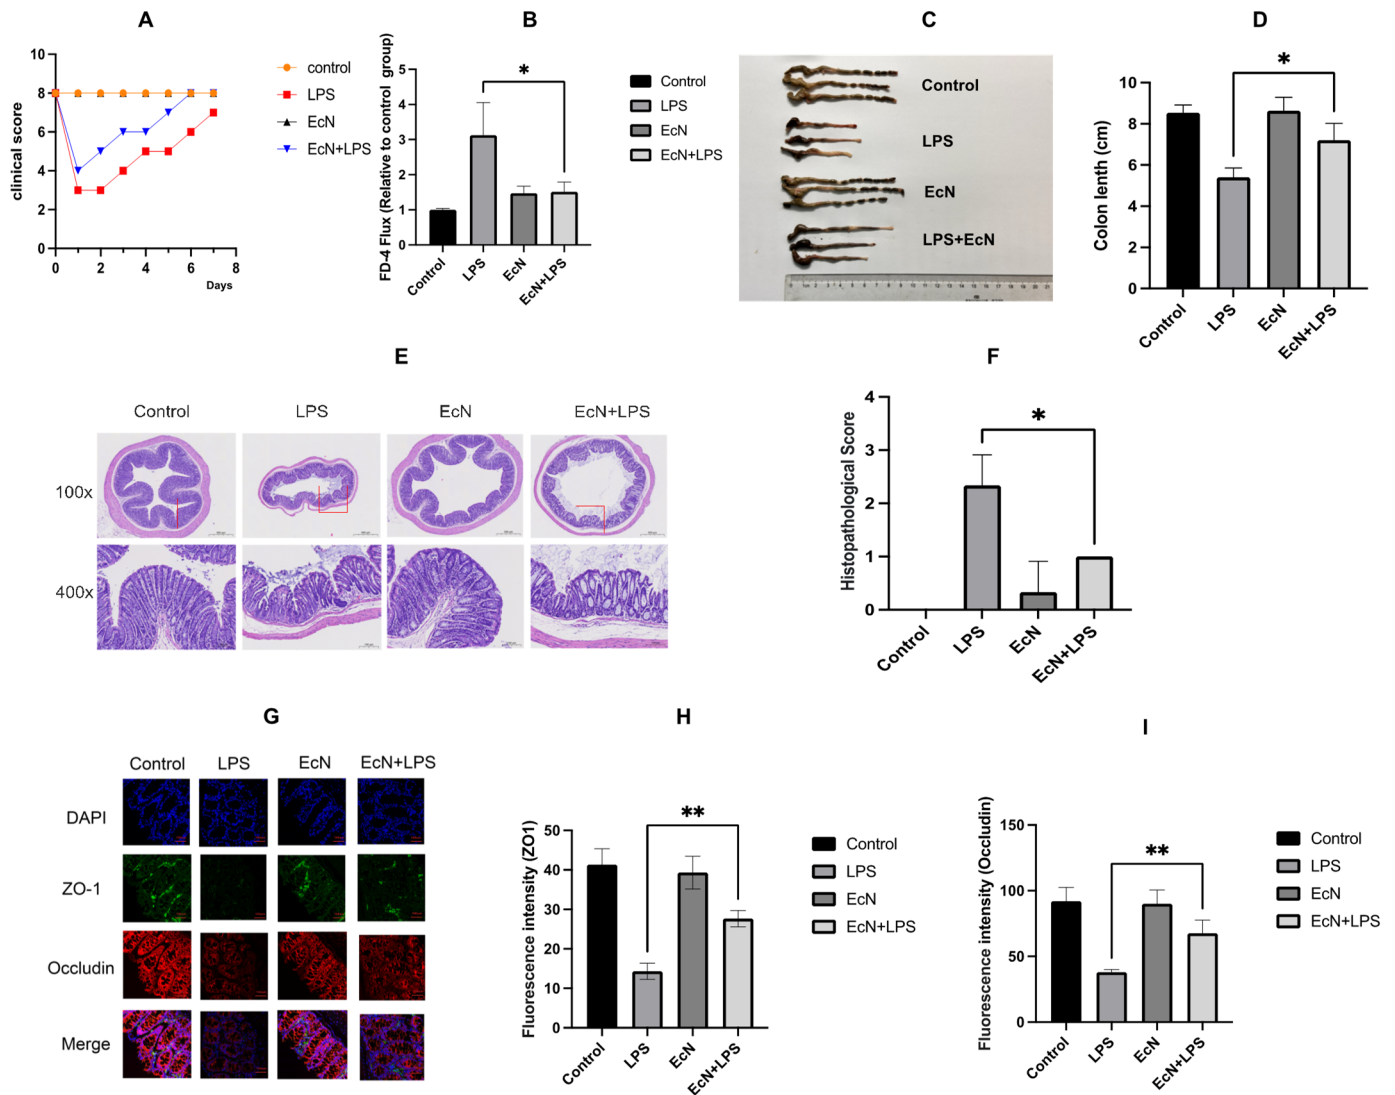 A
clinical score
10
8
6
4
2
0
0 2 4 6 8
Days
control
LPS
EcN
EcN+LPS
B
FD-4 Flux (Relative to control group)
5
4
3
2
1
0
*
Control
LPS
EcN
EcN+LPS
Control
LPS
EcN
EcN+LPS
C
Control
LPS
EcN
LPS+EcN
D
Colon lenth (cm)
10
8
6
4
2
0
*
Control
LPS
EcN
EcN+LPS
E
Control LPS EcN EcN+LPS
100x
400x
F
Histopathological Score
4
3
2
1
0
*
Control
LPS
EcN
EcN+LPS
G
Control LPS EcN EcN+LPS
DAPI
ZO-1
Occludin
Merge
H
Fluorescence intensity (ZO1)
50
40
30
20
10
0
**
Control
LPS
EcN
EcN+LPS
Control
LPS
EcN
EcN+LPS
I
Fluorescence intensity (Occludin)
150
100
50
0
**
Control
LPS
EcN
EcN+LPS
Control
LPS
EcN
EcN+LPS